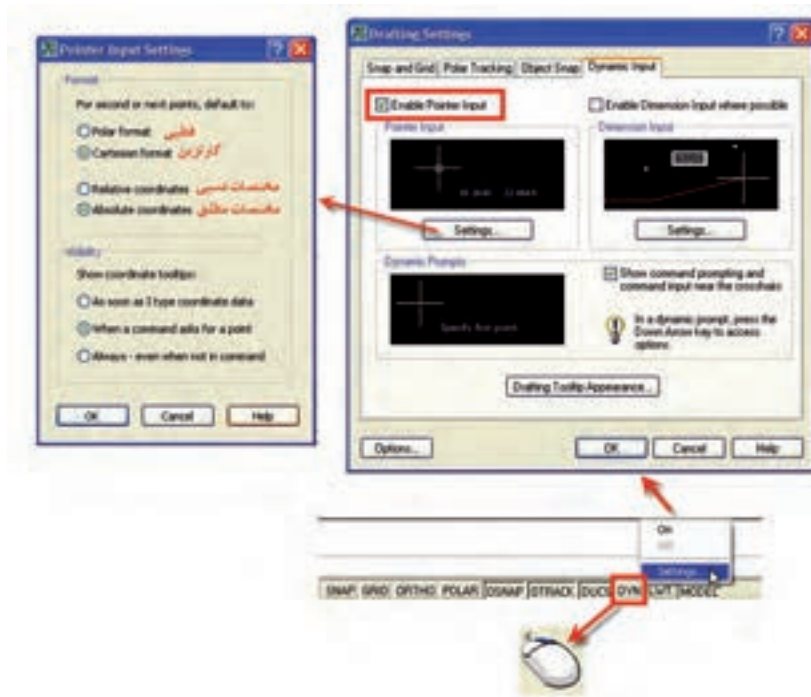 Pointer Input Settings
Format
For second or next points, default to:
Polar format قطبی
Cartesian format کارتزین
Relative coordinates مختصات نسبی
Absolute coordinates مختصات مطلق
Visibility
Show coordinate tooltips:
As soon as I type coordinate data
When a command asks for a point
Always - even when not in command
OK Cancel Help
Drafting Settings
Snap and Grid Polar Tracking Object Snap Dynamic Input
Enable Pointer Input
Enable Dimension Input where possible
Pointer Input
Dimension Input
Settings...
Settings...
Dynamic Prompts
Specify first point:
Show command prompting and
command input near the crosshairs
In a dynamic prompt, press the
Down Arrow key to access
options.
Drafting Tooltip Appearance...
Options... OK Cancel Help
On
Settings...
SNAP GRID ORTHO POLAR OSNAP OTRACK DUCS DYN LWT MODEL